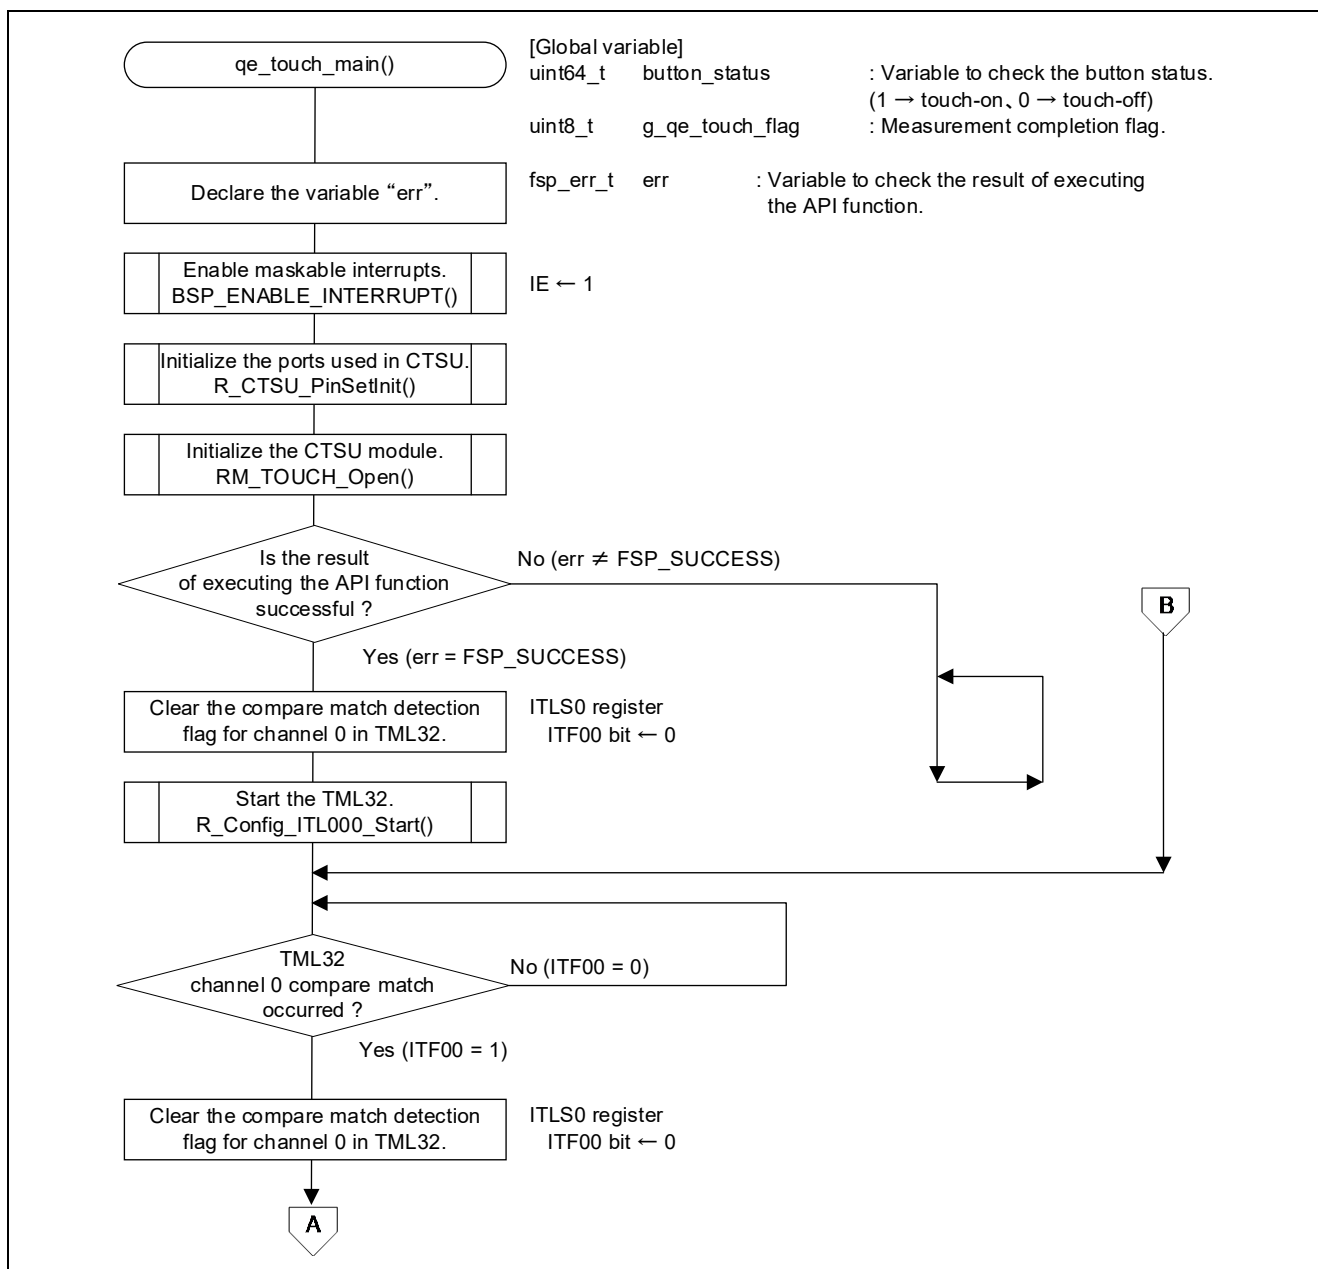 qe_touch_main()
[Global variable]
uint64_t button_status : Variable to check the button status.
(1 → touch-on、0 → touch-off)
uint8_t g_qe_touch_flag : Measurement completion flag.
Declare the variable “err”.
fsp_err_t err : Variable to check the result of executing
the API function.
Enable maskable interrupts.
BSP_ENABLE_INTERRUPT()
IE ← 1
Initialize the ports used in CTSU.
R_CTSU_PinSetInit()
Initialize the CTSU module.
RM_TOUCH_Open()
Is the result
of executing the API function
successful ?
No (err ≠ FSP_SUCCESS)
B
Yes (err = FSP_SUCCESS)
Clear the compare match detection
flag for channel 0 in TML32.
ITLS0 register
ITF00 bit ← 0
Start the TML32.
R_Config_ITL000_Start()
TML32
channel 0 compare match
occurred ?
No (ITF00 = 0)
Yes (ITF00 = 1)
Clear the compare match detection
flag for channel 0 in TML32.
ITLS0 register
ITF00 bit ← 0
A